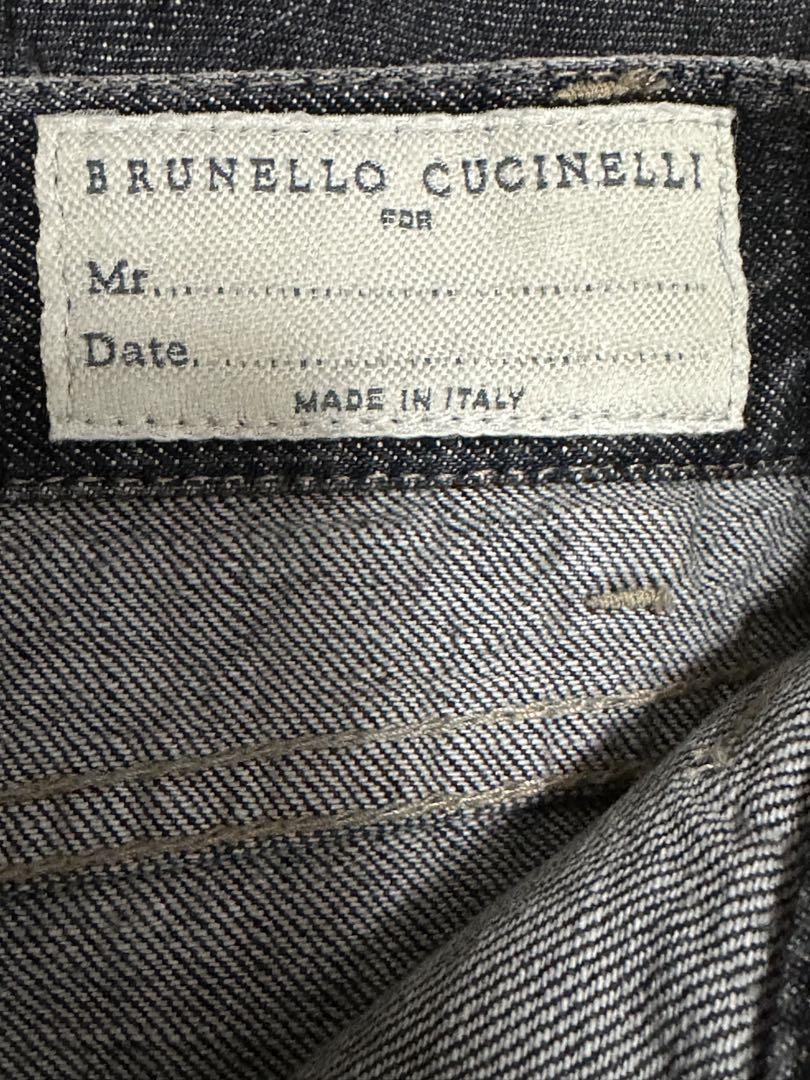 BRUNELLO CUCINELLI
FOR
Mr.
Date.
MADE IN ITALY